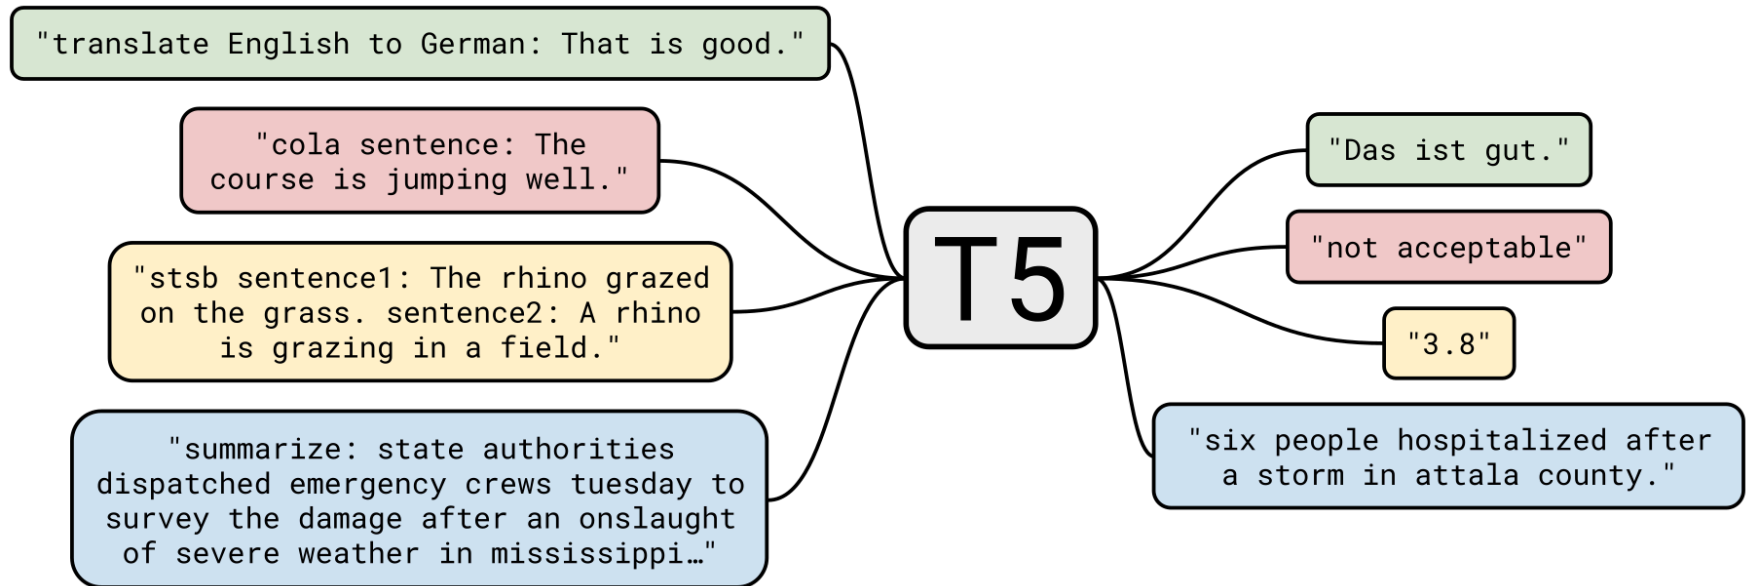 "translate English to German: That is good."
"cola sentence: The
course is jumping well."
"stsb sentence1: The rhino grazed
on the grass. sentence2: A rhino
is grazing in a field."
"summarize: state authorities
dispatched emergency crews tuesday to
survey the damage after an onslaught
of severe weather in mississippi…"
T5
"Das ist gut."
"not acceptable"
"3.8"
"six people hospitalized after
a storm in attala county."